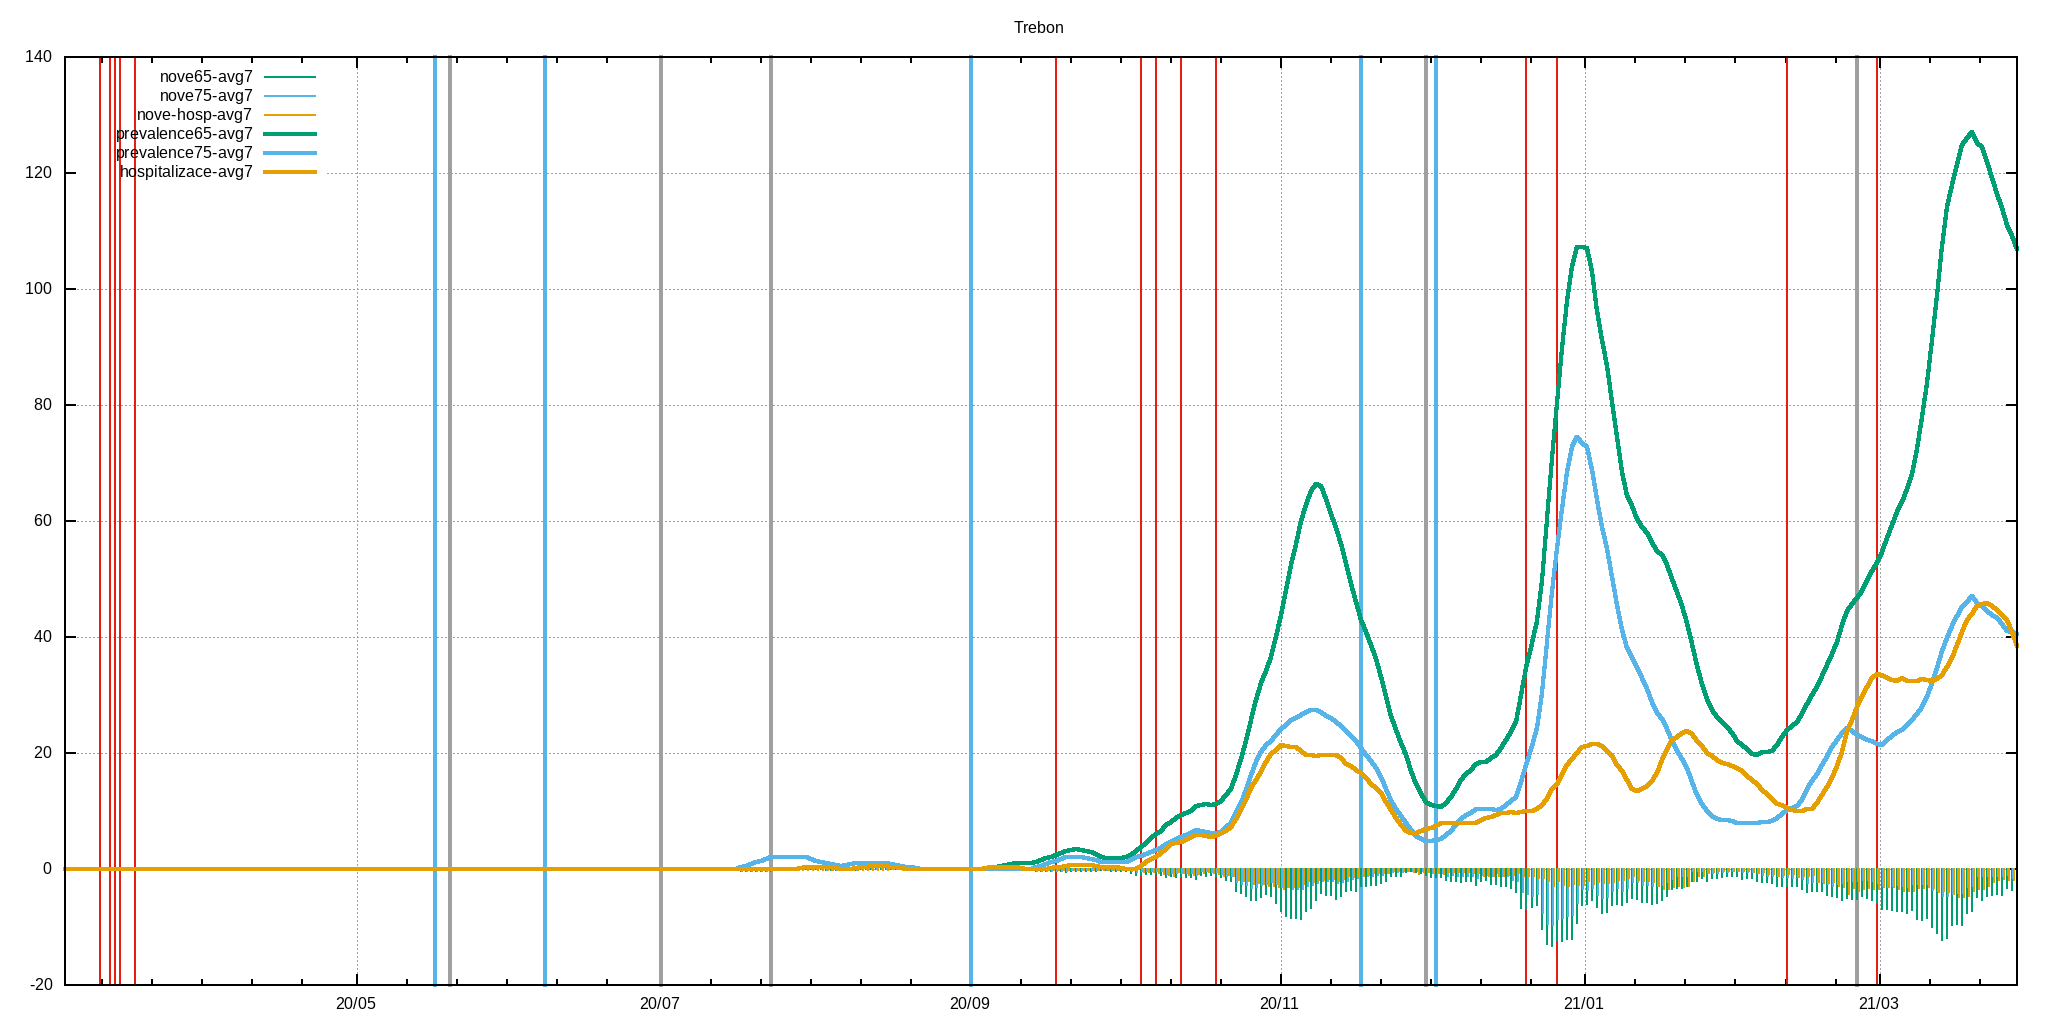 Trebon
140
nove65-avg7
nove75-avg7
nove-hosp-avg7
prevalence65-avg7
prevalence75-avg7
hospitalizace-avg7
120
100
80
60
40
20
0
-20
20/05 20/07 20/09 20/11 21/01 21/03